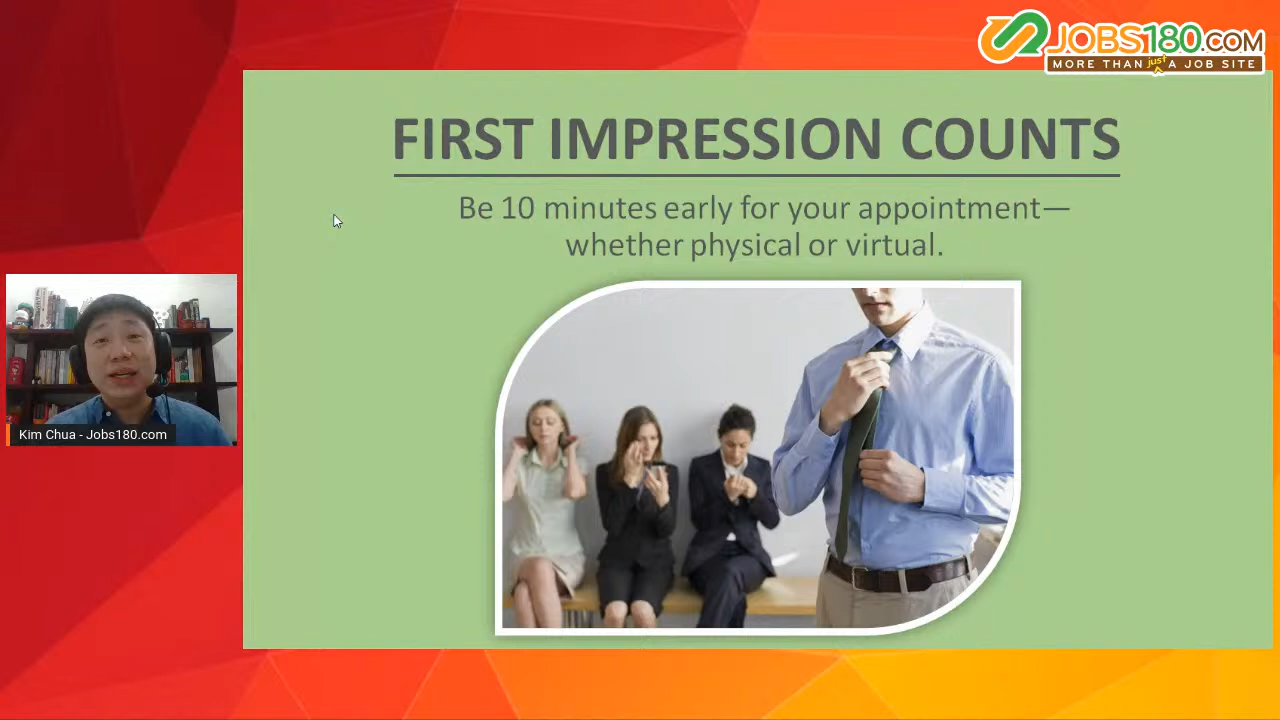 JOBS180.COM
MORE THAN just A JOB SITE
FIRST IMPRESSION COUNTS
Be 10 minutes early for your appointment—
whether physical or virtual.
Kim Chua - Jobs180.com